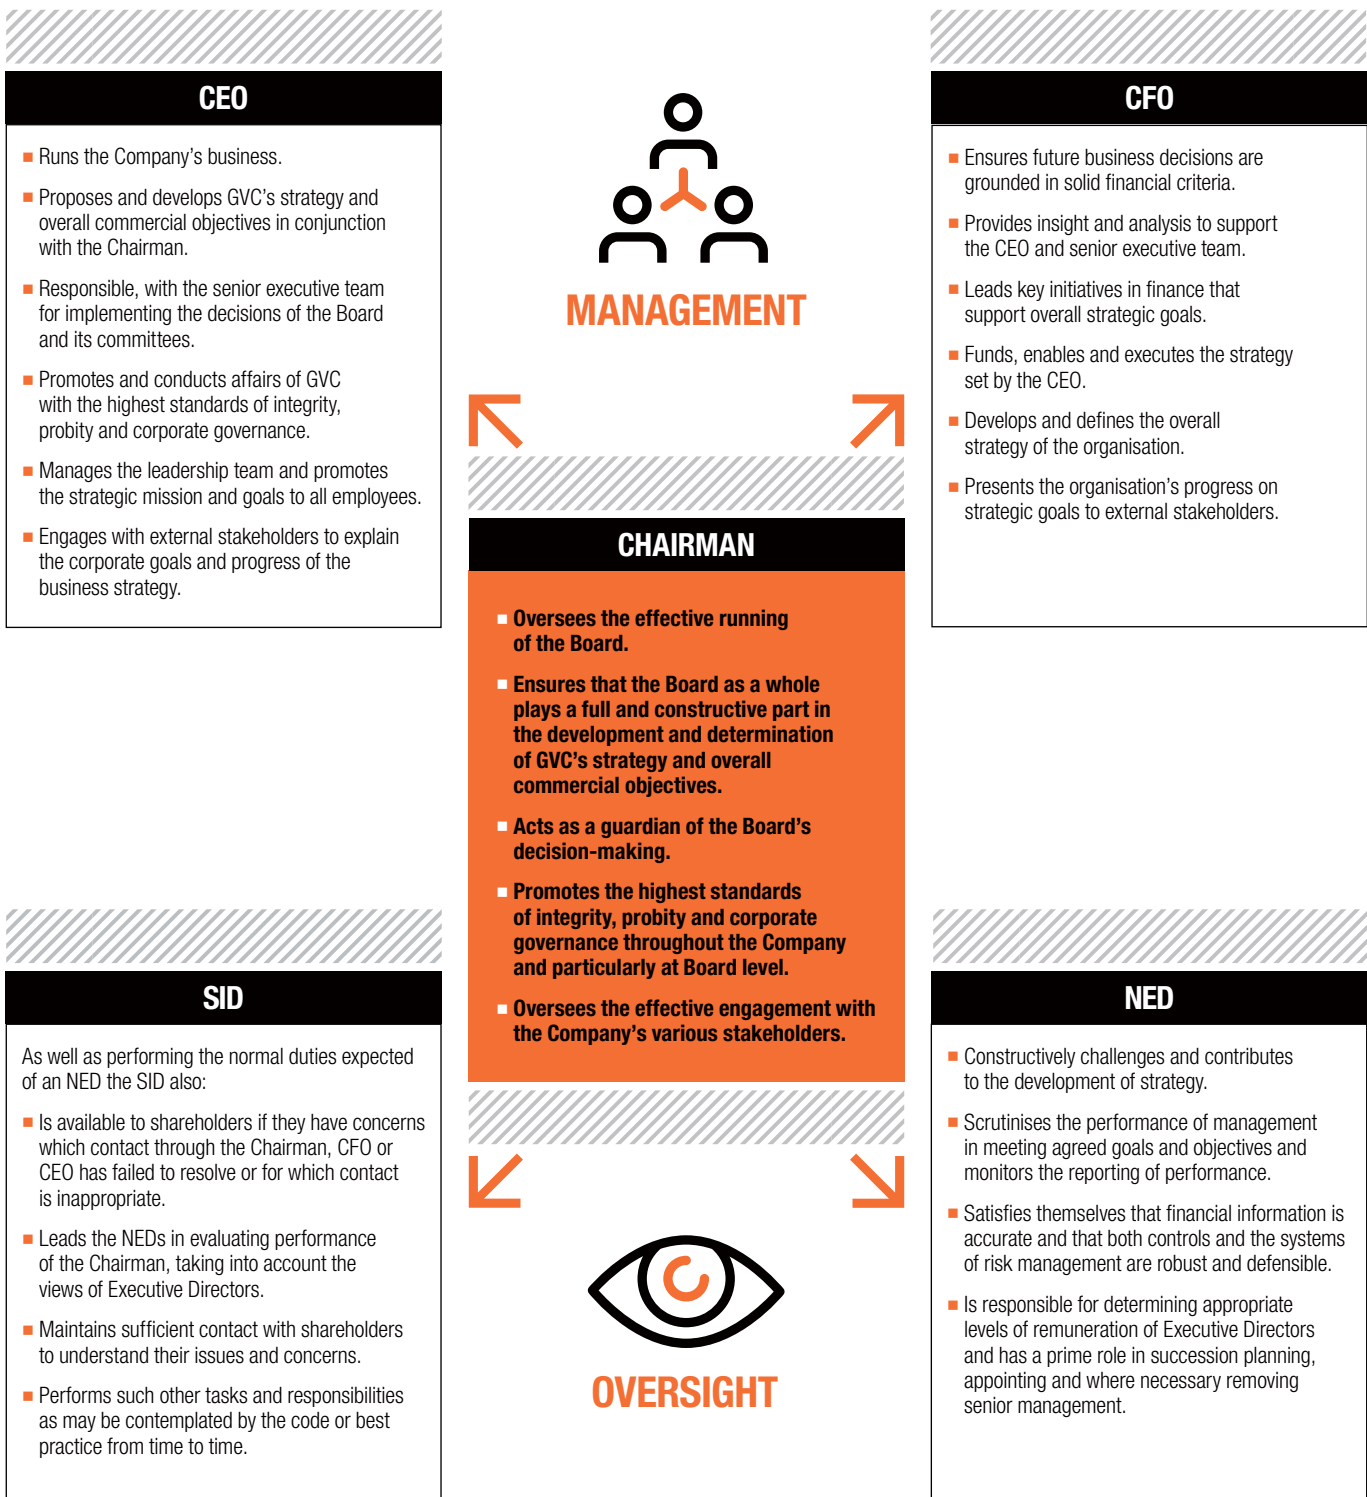 CEO
Runs the Company's business.
Proposes and develops GVC's strategy and
overall commercial objectives in conjunction
with the Chairman.
Responsible, with the senior executive team
for implementing the decisions of the Board
and its committees.
Promotes and conducts affairs of GVC
with the highest standards of integrity,
probity and corporate governance.
Manages the leadership team and promotes
the strategic mission and goals to all employees.
Engages with external stakeholders to explain
the corporate goals and progress of the
business strategy.
MANAGEMENT
CFO
Ensures future business decisions are
grounded in solid financial criteria.
Provides insight and analysis to support
the CEO and senior executive team.
Leads key initiatives in finance that
support overall strategic goals.
Funds, enables and executes the strategy
set by the CEO.
Develops and defines the overall
strategy of the organisation.
Presents the organisation's progress on
strategic goals to external stakeholders.
CHAIRMAN
Oversees the effective running
of the Board.
Ensures that the Board as a whole
plays a full and constructive part in
the development and determination
of GVC's strategy and overall
commercial objectives.
Acts as a guardian of the Board's
decision-making.
Promotes the highest standards
of integrity, probity and corporate
governance throughout the Company
and particularly at Board level.
Oversees the effective engagement with
the Company's various stakeholders.
SID
As well as performing the normal duties expected
of an NED the SID also:
Is available to shareholders if they have concerns
which contact through the Chairman, CFO or
CEO has failed to resolve or for which contact
is inappropriate.
Leads the NEDs in evaluating performance
of the Chairman, taking into account the
views of Executive Directors.
Maintains sufficient contact with shareholders
to understand their issues and concerns.
Performs such other tasks and responsibilities
as may be contemplated by the code or best
practice from time to time.
OVERSIGHT
NED
Constructively challenges and contributes
to the development of strategy.
Scrutinises the performance of management
in meeting agreed goals and objectives and
monitors the reporting of performance.
Satisfies themselves that financial information is
accurate and that both controls and the systems
of risk management are robust and defensible.
Is responsible for determining appropriate
levels of remuneration of Executive Directors
and has a prime role in succession planning,
appointing and where necessary removing
senior management.